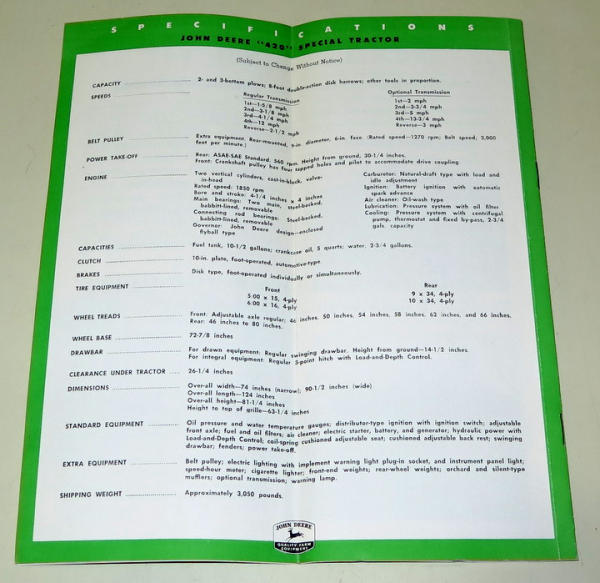 SPECIFICATIONS
JOHN DEERE "420" SPECIAL TRACTOR
(Subject to Change Without Notice)
CAPACITY 2- and 3-bottom plows; 8-foot double-action disk harrows; other tools in proportion.
SPEEDS Regular Transmission Optional Transmission
1st—1-5/8 mph 1st—2 mph
2nd—3-1/8 mph 2nd—3-3/4 mph
3rd—4-1/4 mph 3rd—5 mph
4th—12 mph 4th—13-3/4 mph
Reverse—2-1/2 mph Reverse—3 mph
BELT PULLEY Extra equipment. Rear-mounted, 9-in. diameter, 6-in. face (Rated speed—1270 rpm; Belt speed, 3,000
feet per minute.)
POWER TAKE-OFF Rear: ASAE-SAE Standard, 560 rpm. Height from ground, 30-1/4 inches.
Front: Crankshaft pulley has four tapped holes and pilot to accommodate drive coupling
ENGINE Two vertical cylinders, cast-in-block, valve-
in-head
Rated speed: 1850 rpm
Bore and stroke: 4-1/4 inches x 4 inches
Main bearings: Two main, steel-backed,
babbitt-lined, removable
Connecting rod bearings: Steel-backed,
babbitt-lined, removable
Governor: John Deere design—enclosed
flyball type
Carburetor: Natural-draft type with load and
idle adjustment
Ignition: Battery ignition with automatic
spark advance
Air cleaner: Oil-wash type
Lubrication: Pressure system with oil filter
Cooling: Pressure system with centrifugal
pump, thermostat and fixed by-pass, 2-3/4
gals. capacity
CAPACITIES Fuel tank, 10-1/2 gallons; crankcase oil, 5 quarts; water, 2-3/4 gallons.
CLUTCH 10-in. plate, foot-operated, automotive-type
BRAKES Disk type, foot-operated individually or simultaneously.
TIRE EQUIPMENT Front Rear
5:00 x 15, 4-ply 9 x 34, 4-ply
6:00 x 16, 4-ply 10 x 34, 4-ply
WHEEL TREADS Front: Adjustable axle regular; 46 inches, 50 inches, 54 inches, 58 inches, 62 inches, and 66 inches.
Rear: 46 inches to 80 inches.
WHEEL BASE 72-7/8 inches
DRAWBAR For drawn equipment: Regular swinging drawbar. Height from ground—14-1/2 inches.
For integral equipment: Regular 3-point hitch with Load-and-Depth Control.
CLEARANCE UNDER TRACTOR 26-1/4 inches
DIMENSIONS Over-all width—74 inches (narrow); 90-1/2 inches (wide)
Over-all length—124 inches
Over-all height—81-1/4 inches
Height to top of grille—63-1/4 inches
STANDARD EQUIPMENT Oil pressure and water temperature gauges; distributor-type ignition with ignition switch; adjustable
front axle; fuel and oil filters; air cleaner; electric starter, battery, and generator; hydraulic power with
Load-and-Depth Control; coil-spring cushioned adjustable seat; cushioned adjustable back rest; swinging
drawbar; fenders; power take-off.
EXTRA EQUIPMENT Belt pulley; electric lighting with implement warning light plug-in socket, and instrument panel light;
speed-hour meter; cigarette lighter; front-end weights; rear-wheel weights; orchard and silent-type
mufflers; optional transmission; warning lamp.
SHIPPING WEIGHT Approximately 3,050 pounds.
JOHN DEERE
QUALITY FARM
EQUIPMENT